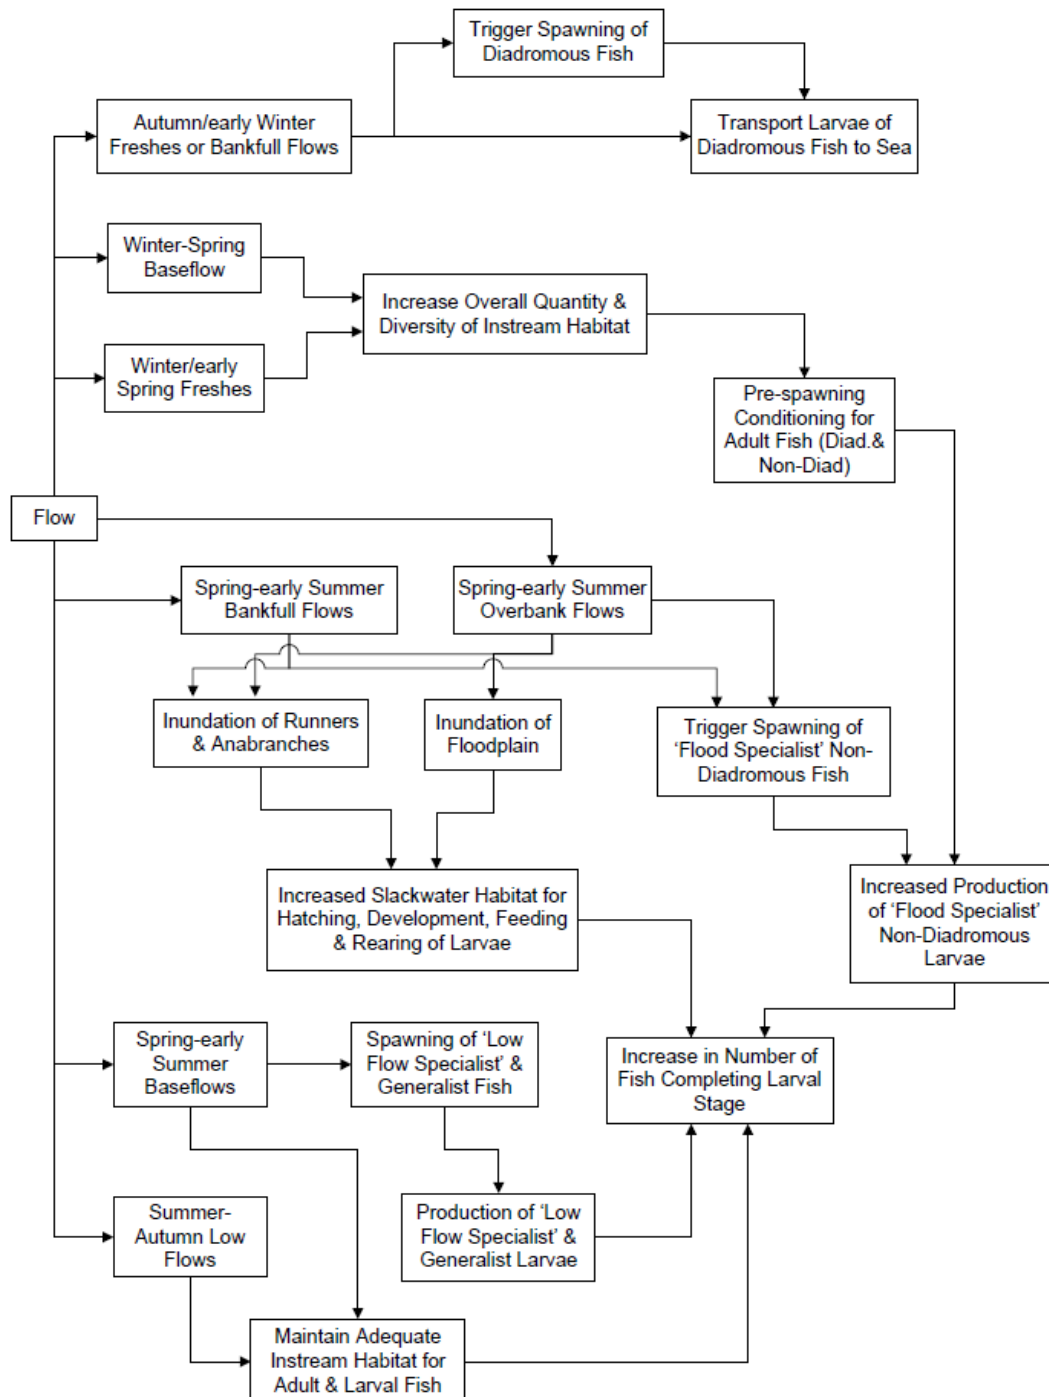 Trigger Spawning of
Diadromous Fish
Autumn/early Winter
Freshes or Bankfull Flows
Transport Larvae of
Diadromous Fish to Sea
Winter-Spring
Baseflow
Increase Overall Quantity &
Diversity of Instream Habitat
Winter/early
Spring Freshes
Pre-spawning
Conditioning for
Adult Fish (Diad.&
Non-Diad)
Flow
Spring-early Summer
Bankfull Flows
Spring-early Summer
Overbank Flows
Inundation of Runners
& Anabranches
Inundation of
Floodplain
Trigger Spawning of
‘Flood Specialist’ Non-
Diadromous Fish
Increased Slackwater Habitat for
Hatching, Development, Feeding
& Rearing of Larvae
Increased Production
of ‘Flood Specialist’
Non-Diadromous
Larvae
Spring-early
Summer
Baseflows
Spawning of ‘Low
Flow Specialist’ &
Generalist Fish
Increase in Number of
Fish Completing Larval
Stage
Summer-
Autumn Low
Flows
Production of ‘Low
Flow Specialist’ &
Generalist Larvae
Maintain Adequate
Instream Habitat for
Adult & Larval Fish